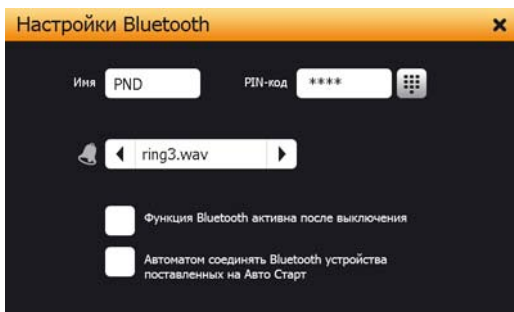 Настройки Bluetooth
Имя PND PIN-код ****
ring3.wav
Функция Bluetooth активна после выключения
Автоматом соединять Bluetooth устройства
поставленных на Авто Старт